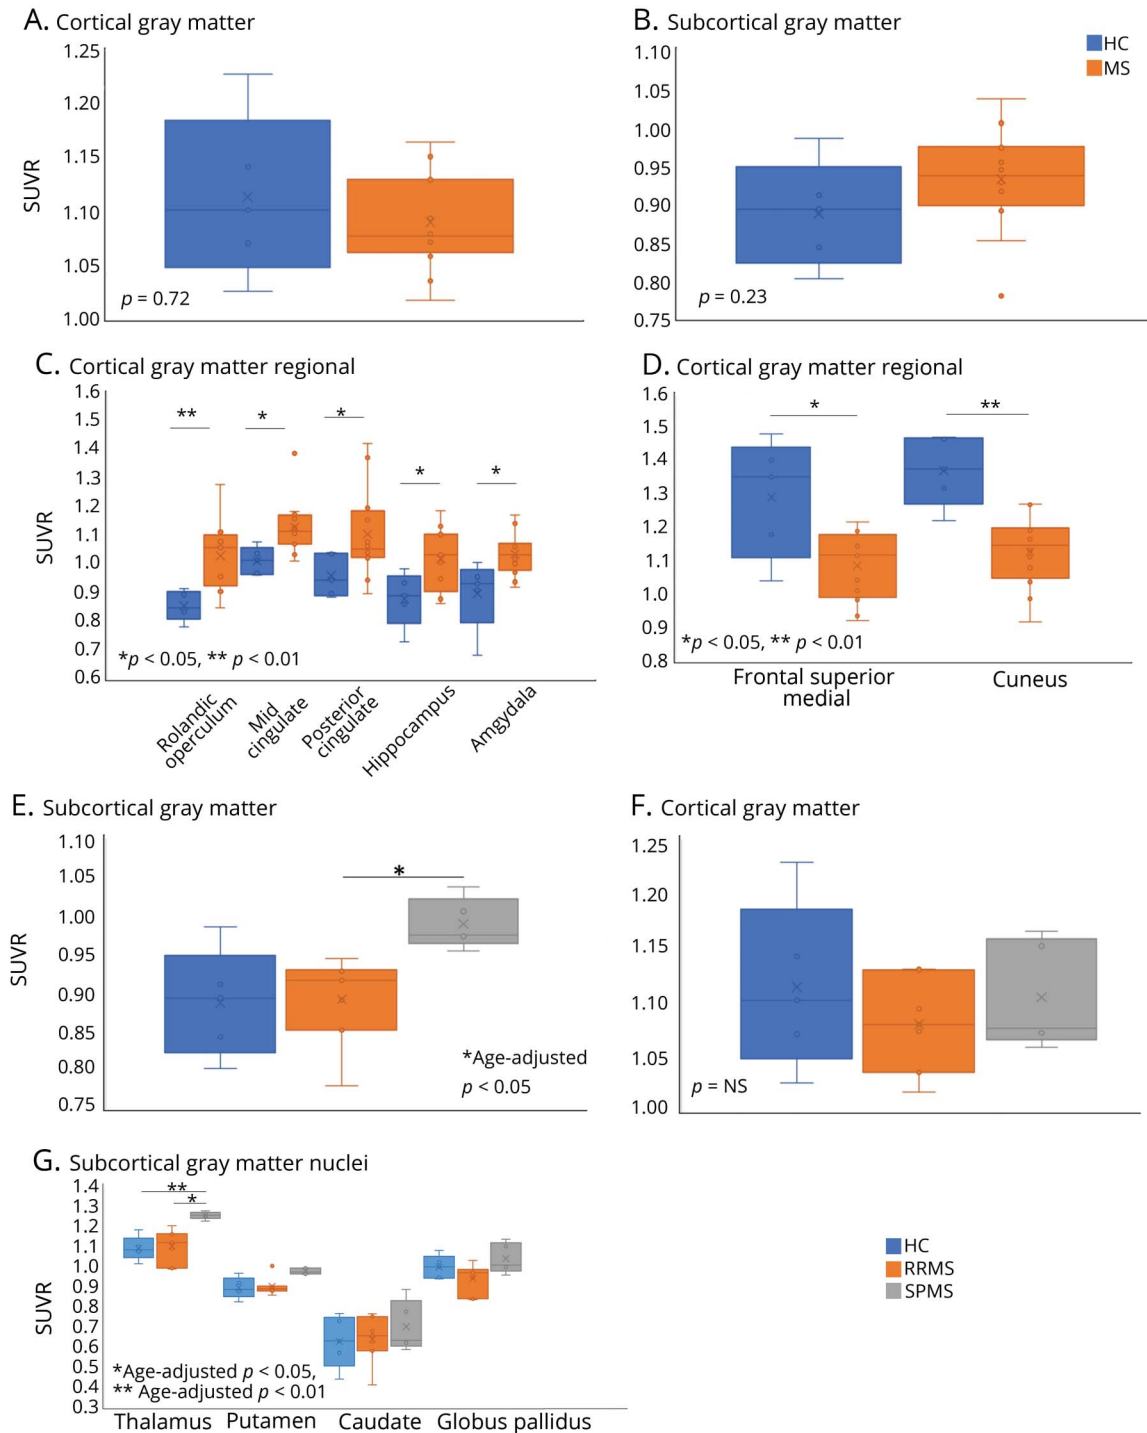 A. Cortical gray matter
1.25
1.20
1.15
1.10
1.05
1.00
SUVR
p = 0.72
B. Subcortical gray matter
HC
MS
1.10
1.05
1.00
0.95
0.90
0.85
0.80
0.75
p = 0.23
C. Cortical gray matter regional
1.6
1.5
1.4
1.3
1.2
1.1
1.0
0.9
0.8
0.7
0.6
SUVR
**
*
*
*
*
*p < 0.05, ** p < 0.01
Rolandic
operculum
Mid
cingulate
Posterior
cingulate
Hippocampus
Amgydala
D. Cortical gray matter regional
1.6
1.5
1.4
1.3
1.2
1.1
1.0
0.9
0.8
*
**
*p < 0.05, ** p < 0.01
Frontal superior
medial
Cuneus
E. Subcortical gray matter
1.10
1.05
1.00
0.95
0.90
0.85
0.80
0.75
SUVR
*
*Age-adjusted
p < 0.05
F. Cortical gray matter
1.25
1.20
1.15
1.10
1.05
1.00
p = NS
G. Subcortical gray matter nuclei
1.4
1.3
1.2
1.1
1.0
0.9
0.8
0.7
0.6
0.5
0.4
0.3
SUVR
**
*
*Age-adjusted p < 0.05,
** Age-adjusted p < 0.01
Thalamus
Putamen
Caudate
Globus pallidus
HC
RRMS
SPMS